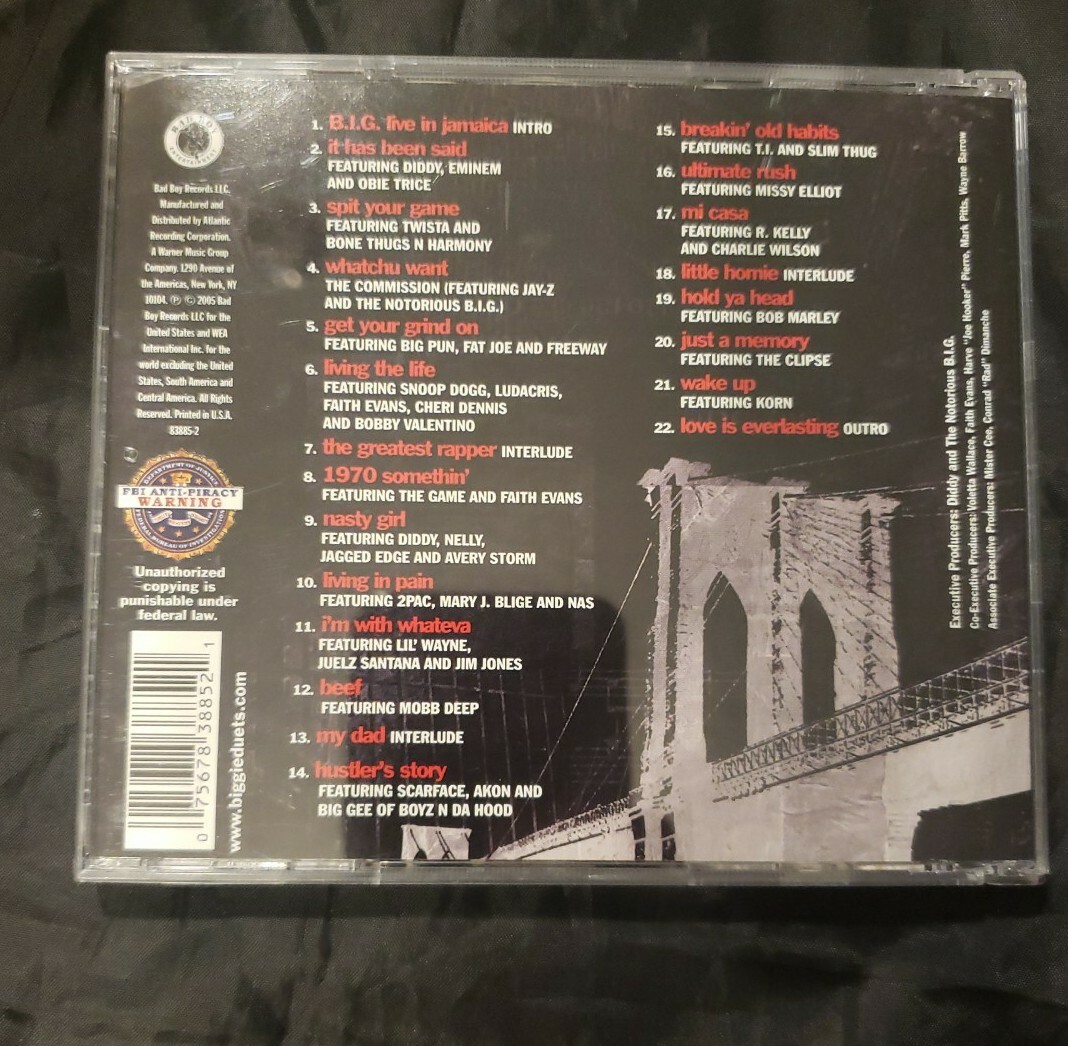 BAD BOY
ENTERTAINMENT
Bad Boy Records LLC.
Manufactured and
Distributed by Atlantic
Recording Corporation.
A Warner Music Group
Company. 1290 Avenue of
the Americas, New York, NY
10104. ℗ © 2005 Bad
Boy Records LLC for the
United States and WEA
International Inc. for the
world excluding the United
States, South America and
Central America. All Rights
Reserved. Printed in U.S.A.
83885-2
DEPARTMENT OF JUSTICE
FBI ANTI-PIRACY
WARNING
FEDERAL BUREAU OF INVESTIGATION
Unauthorized
copying is
punishable under
federal law.
0 75678 38852 1
www.biggieduets.com
1. B.I.G. live in jamaica INTRO
2. it has been said
FEATURING DIDDY, EMINEM
AND OBIE TRICE
3. spit your game
FEATURING TWISTA AND
BONE THUGS N HARMONY
4. whatchu want
THE COMMISSION (FEATURING JAY-Z
AND THE NOTORIOUS B.I.G.)
5. get your grind on
FEATURING BIG PUN, FAT JOE AND FREEWAY
6. living the life
FEATURING SNOOP DOGG, LUDACRIS,
FAITH EVANS, CHERI DENNIS
AND BOBBY VALENTINO
7. the greatest rapper INTERLUDE
8. 1970 somethin'
FEATURING THE GAME AND FAITH EVANS
9. nasty girl
FEATURING DIDDY, NELLY,
JAGGED EDGE AND AVERY STORM
10. living in pain
FEATURING 2PAC, MARY J. BLIGE AND NAS
11. i'm with whateva
FEATURING LIL' WAYNE,
JUELZ SANTANA AND JIM JONES
12. beef
FEATURING MOBB DEEP
13. my dad INTERLUDE
14. hustler's story
FEATURING SCARFACE, AKON AND
BIG GEE OF BOYZ N DA HOOD
15. breakin' old habits
FEATURING T.I. AND SLIM THUG
16. ultimate rush
FEATURING MISSY ELLIOT
17. mi casa
FEATURING R. KELLY
AND CHARLIE WILSON
18. little homie INTERLUDE
19. hold ya head
FEATURING BOB MARLEY
20. just a memory
FEATURING THE CLIPSE
21. wake up
FEATURING KORN
22. love is everlasting OUTRO
Executive Producers: Diddy and The Notorious B.I.G.
Co-Executive Producers: Voletta Wallace, Faith Evans, Harve "Joe Hooker" Pierre, Mark Pitts, Wayne Barrow
Associate Executive Producers: Mister Cee, Conrad "Rad" Dimanche